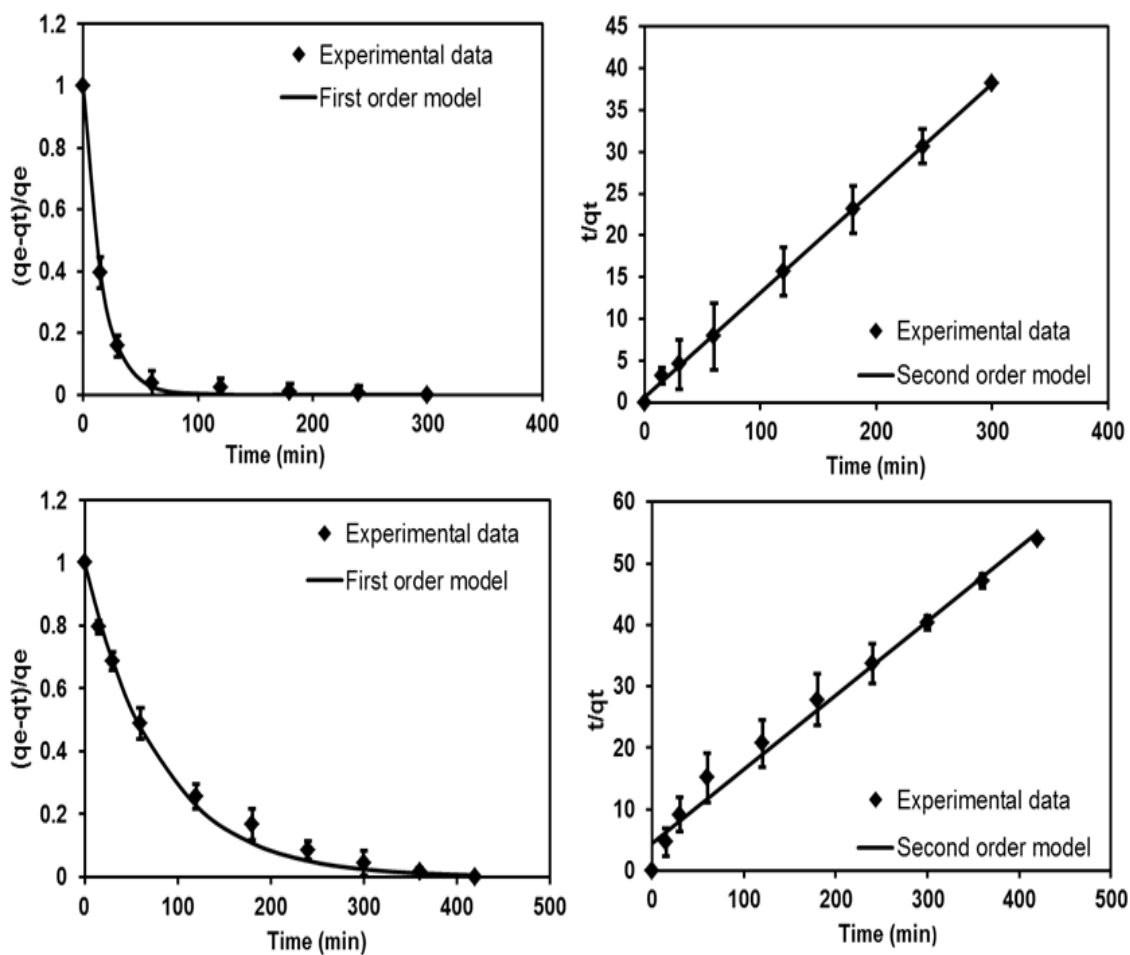 1.2
1
0.8
0.6
0.4
0.2
0
(qe-qt)/qe
Experimental data
First order model
0 100 200 300 400
Time (min)
45
40
35
30
25
20
15
10
5
0
t/qt
Experimental data
Second order model
0 100 200 300 400
Time (min)
1.2
1
0.8
0.6
0.4
0.2
0
(qe-qt)/qe
Experimental data
First order model
0 100 200 300 400 500
Time (min)
60
50
40
30
20
10
0
t/qt
Experimental data
Second order model
0 100 200 300 400 500
Time (min)